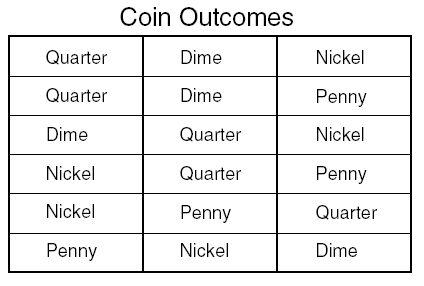 Coin Outcomes
Quarter Dime Nickel
Quarter Dime Penny
Dime Quarter Nickel
Nickel Quarter Penny
Nickel Penny Quarter
Penny Nickel Dime